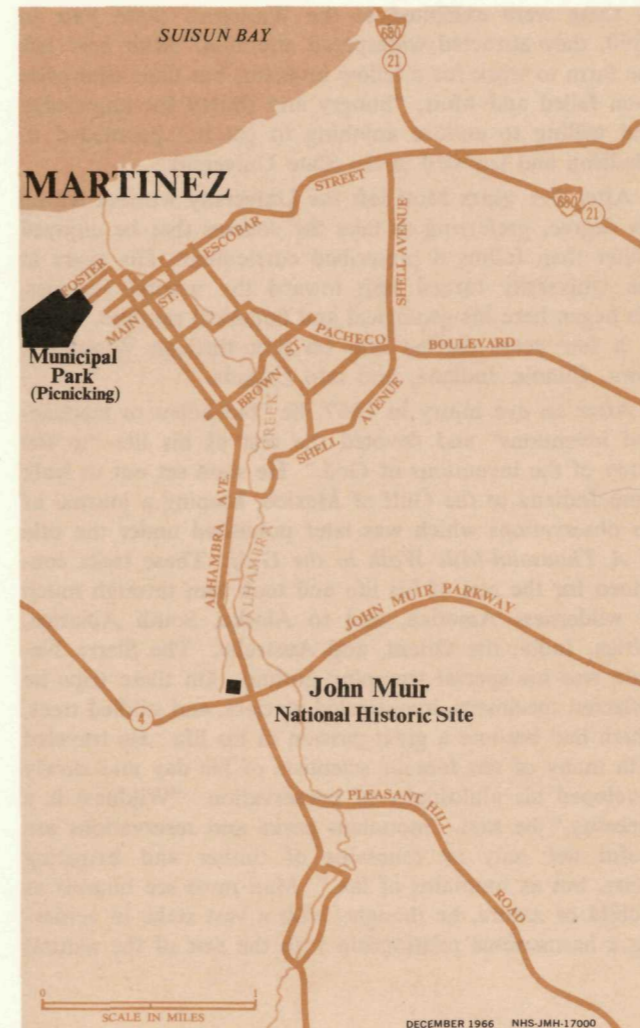 SUISUN BAY
680
21
MARTINEZ
STREET
680
21
ESCOBAR
SHELL AVENUE
FOSTER
MAIN ST.
PACHECO
BOULEVARD
Municipal
Park
(Picnicking)
BROWN ST.
CREEK
SHELL AVENUE
ALHAMBRA AVE.
ALHAMBRA
JOHN MUIR PARKWAY
John Muir
National Historic Site
4
PLEASANT HILL
ROAD
0 1
SCALE IN MILES
DECEMBER 1966 NHS-JMH-17000